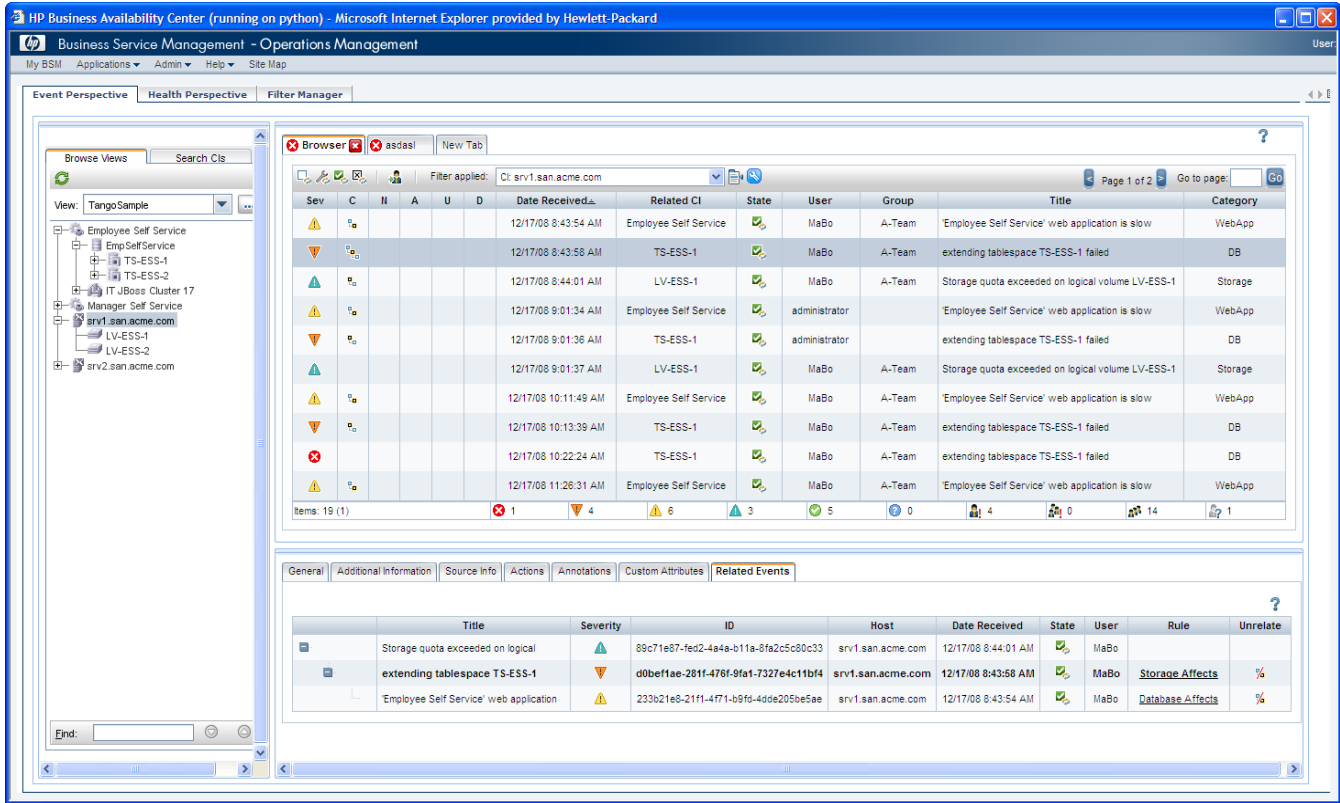 HP Business Availability Center (running on python) - Microsoft Internet Explorer provided by Hewlett-Packard
hp Business Service Management - Operations Management User:
My BSM Applications Admin Help Site Map
Event Perspective Health Perspective Filter Manager
Browse Views Search CIs
View: TangoSample ...
Employee Self Service
EmpSelfService
TS-ESS-1
TS-ESS-2
IT JBoss Cluster 17
Manager Self Service
srv1.san.acme.com
LV-ESS-1
LV-ESS-2
srv2.san.acme.com
Find:
Browser asdasl New Tab ?
Filter applied: CI: srv1.san.acme.com < Page 1 of 2 > Go to page: Go
Sev C N A U D Date Received Related CI State User Group Title Category
12/17/08 8:43:54 AM Employee Self Service MaBo A-Team 'Employee Self Service' web application is slow WebApp
12/17/08 8:43:58 AM TS-ESS-1 MaBo A-Team extending tablespace TS-ESS-1 failed DB
12/17/08 8:44:01 AM LV-ESS-1 MaBo A-Team Storage quota exceeded on logical volume LV-ESS-1 Storage
12/17/08 9:01:34 AM Employee Self Service administrator 'Employee Self Service' web application is slow WebApp
12/17/08 9:01:36 AM TS-ESS-1 administrator extending tablespace TS-ESS-1 failed DB
12/17/08 9:01:37 AM LV-ESS-1 MaBo A-Team Storage quota exceeded on logical volume LV-ESS-1 Storage
12/17/08 10:11:49 AM Employee Self Service MaBo A-Team 'Employee Self Service' web application is slow WebApp
12/17/08 10:13:39 AM TS-ESS-1 MaBo A-Team extending tablespace TS-ESS-1 failed DB
12/17/08 10:22:24 AM TS-ESS-1 MaBo A-Team extending tablespace TS-ESS-1 failed DB
12/17/08 11:26:31 AM Employee Self Service MaBo A-Team 'Employee Self Service' web application is slow WebApp
Items: 19 (1) 1 4 6 3 5 0 4 0 14 1
General Additional Information Source Info Actions Annotations Custom Attributes Related Events
?
Title Severity ID Host Date Received State User Rule Unrelate
Storage quota exceeded on logical 89c71e87-fed2-4a4a-b11a-8fa2c5c80c33 srv1.san.acme.com 12/17/08 8:44:01 AM MaBo
extending tablespace TS-ESS-1 d0bef1ae-281f-476f-9fa1-7327e4c11bf4 srv1.san.acme.com 12/17/08 8:43:58 AM MaBo Storage Affects
'Employee Self Service' web application 233b21e8-21f1-4f71-b9fd-4dde205be5ae srv1.san.acme.com 12/17/08 8:43:54 AM MaBo Database Affects